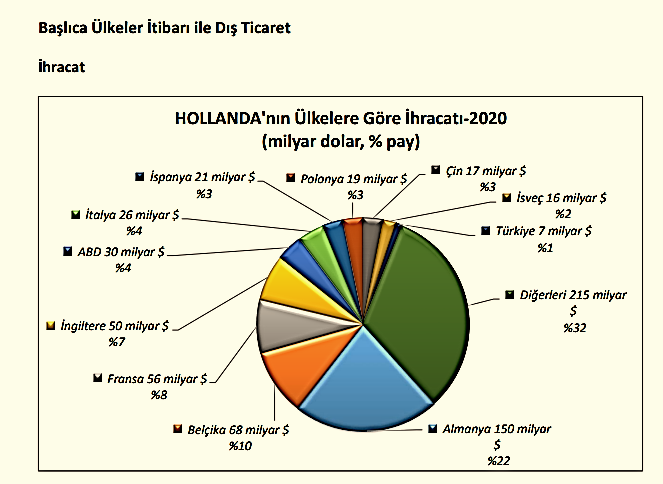 Başlıca Ülkeler İtibarı ile Dış Ticaret
İhracat
HOLLANDA'nın Ülkelere Göre İhracatı-2020
(milyar dolar, % pay)
Çin 17 milyar $
%3
İsveç 16 milyar $
%2
Türkiye 7 milyar $
%1
Diğerleri 215 milyar
$
%32
Almanya 150 milyar
$
%22
Belçika 68 milyar $
%10
Fransa 56 milyar $
%8
İngiltere 50 milyar $
%7
ABD 30 milyar $
%4
İtalya 26 milyar $
%4
İspanya 21 milyar $
%3
Polonya 19 milyar $
%3